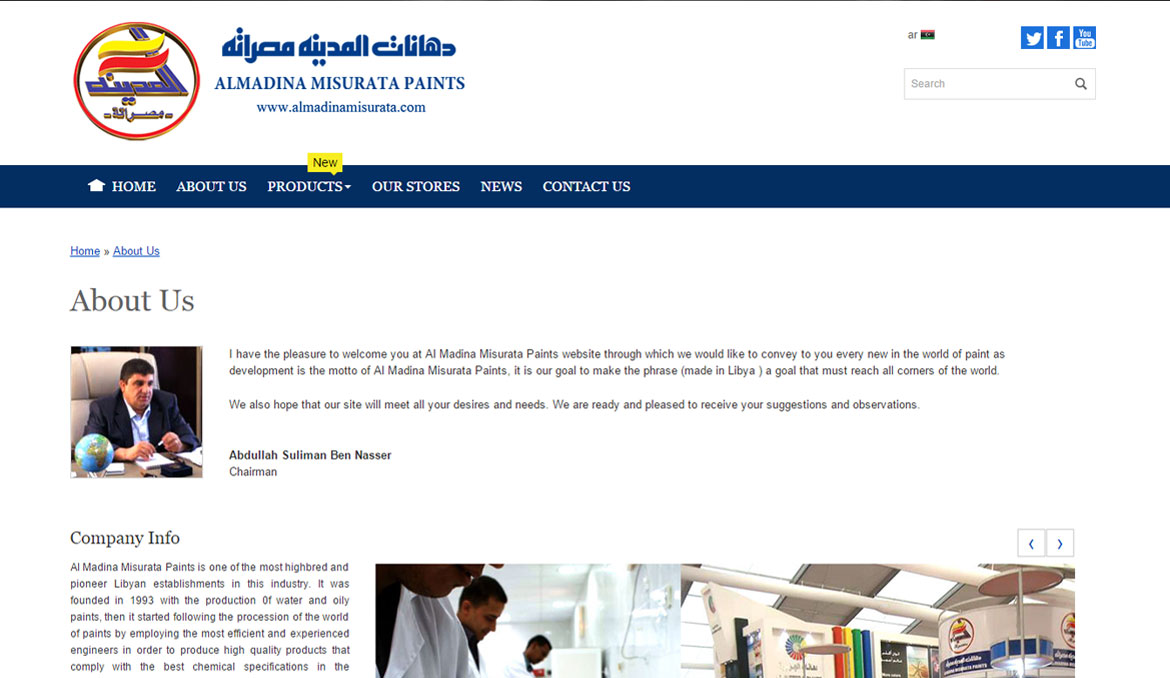 المدينة
- مصراتة -
دهانات المدينه مصراته
ALMADINA MISURATA PAINTS
www.almadinamisurata.com
ar
You
Tube
Search
New
HOME ABOUT US PRODUCTS OUR STORES NEWS CONTACT US
Home » About Us
About Us
I have the pleasure to welcome you at Al Madina Misurata Paints website through which we would like to convey to you every new in the world of paint as
development is the motto of Al Madina Misurata Paints, it is our goal to make the phrase (made in Libya ) a goal that must reach all corners of the world.
We also hope that our site will meet all your desires and needs. We are ready and pleased to receive your suggestions and observations.
Abdullah Suliman Ben Nasser
Chairman
Company Info
Al Madina Misurata Paints is one of the most highbred and
pioneer Libyan establishments in this industry. It was
founded in 1993 with the production 0f water and oily
paints, then it started following the procession of the world
of paints by employing the most efficient and experienced
engineers in order to produce high quality products that
comply with the best chemical specifications in the
دهانات المدينه مصراته
ALMADINA MISURATA PAINTS